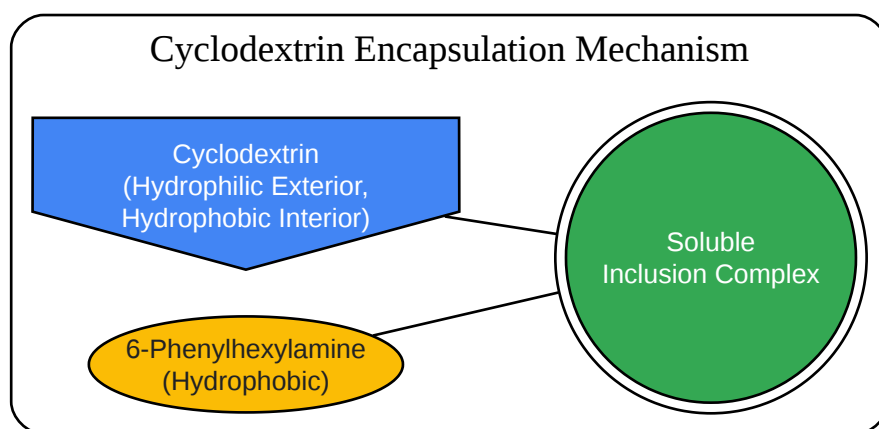 Cyclodextrin Encapsulation Mechanism
Cyclodextrin
(Hydrophilic Exterior,
Hydrophobic Interior)
6-Phenylhexylamine
(Hydrophobic)
Soluble
Inclusion Complex